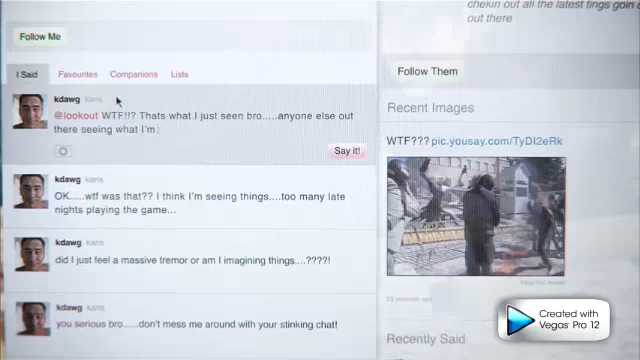 chekin out all the latest tings goin
out there
Follow Me
I Said
Favourites
Companions
Lists
Follow Them
kdawg kans
@lookout WTF!!? Thats what I just seen bro.....anyone else out
there seeing what I'm
Say it!
Recent Images
WTF??? pic.yousay.com/TyDI2eRk
kdawg kans
OK.....wtf was that?? I think I'm seeing things....too many late
nights playing the game...
kdawg kans
did I just feel a massive tremor or am I imagining things....????!
kdawg kans
you serious bro.....don't mess me around with your stinking chat!
Created with
Vegas Pro 12
Recently Said